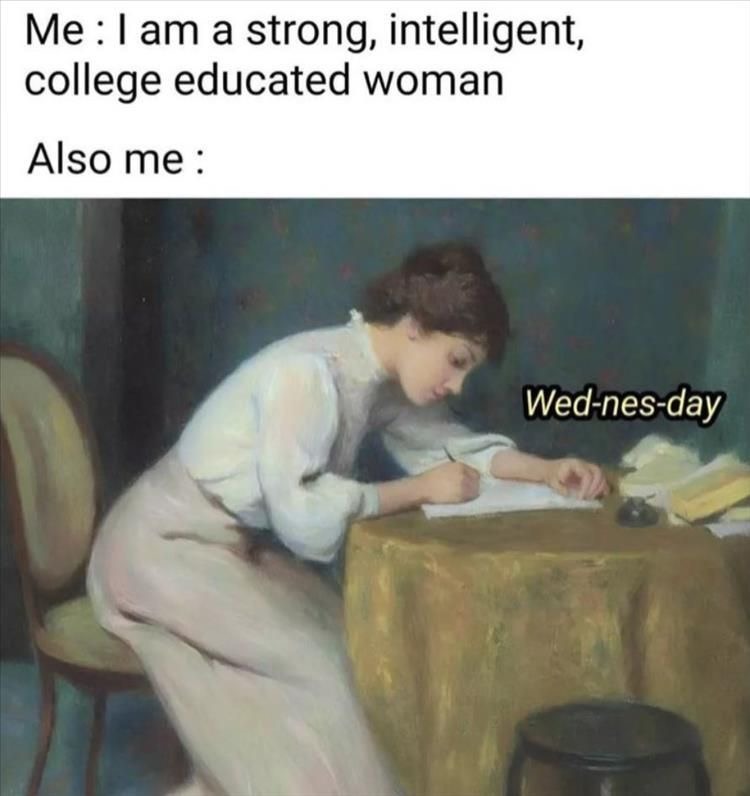 Me : I am a strong, intelligent,
college educated woman
Also me :
Wed-nes-day